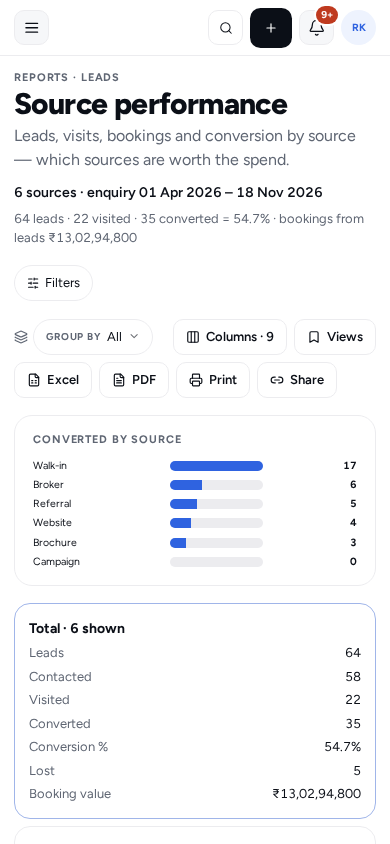 9+
RK
REPORTS · LEADS
Source performance
Leads, visits, bookings and conversion by source
— which sources are worth the spend.
6 sources · enquiry 01 Apr 2026 – 18 Nov 2026
64 leads · 22 visited · 35 converted = 54.7% · bookings from
leads ₹13,02,94,800
Filters
GROUP BY All Columns · 9 Views
Excel PDF Print Share
CONVERTED BY SOURCE
Walk-in 17
Broker 6
Referral 5
Website 4
Brochure 3
Campaign 0
Total · 6 shown
Leads 64
Contacted 58
Visited 22
Converted 35
Conversion % 54.7%
Lost 5
Booking value ₹13,02,94,800